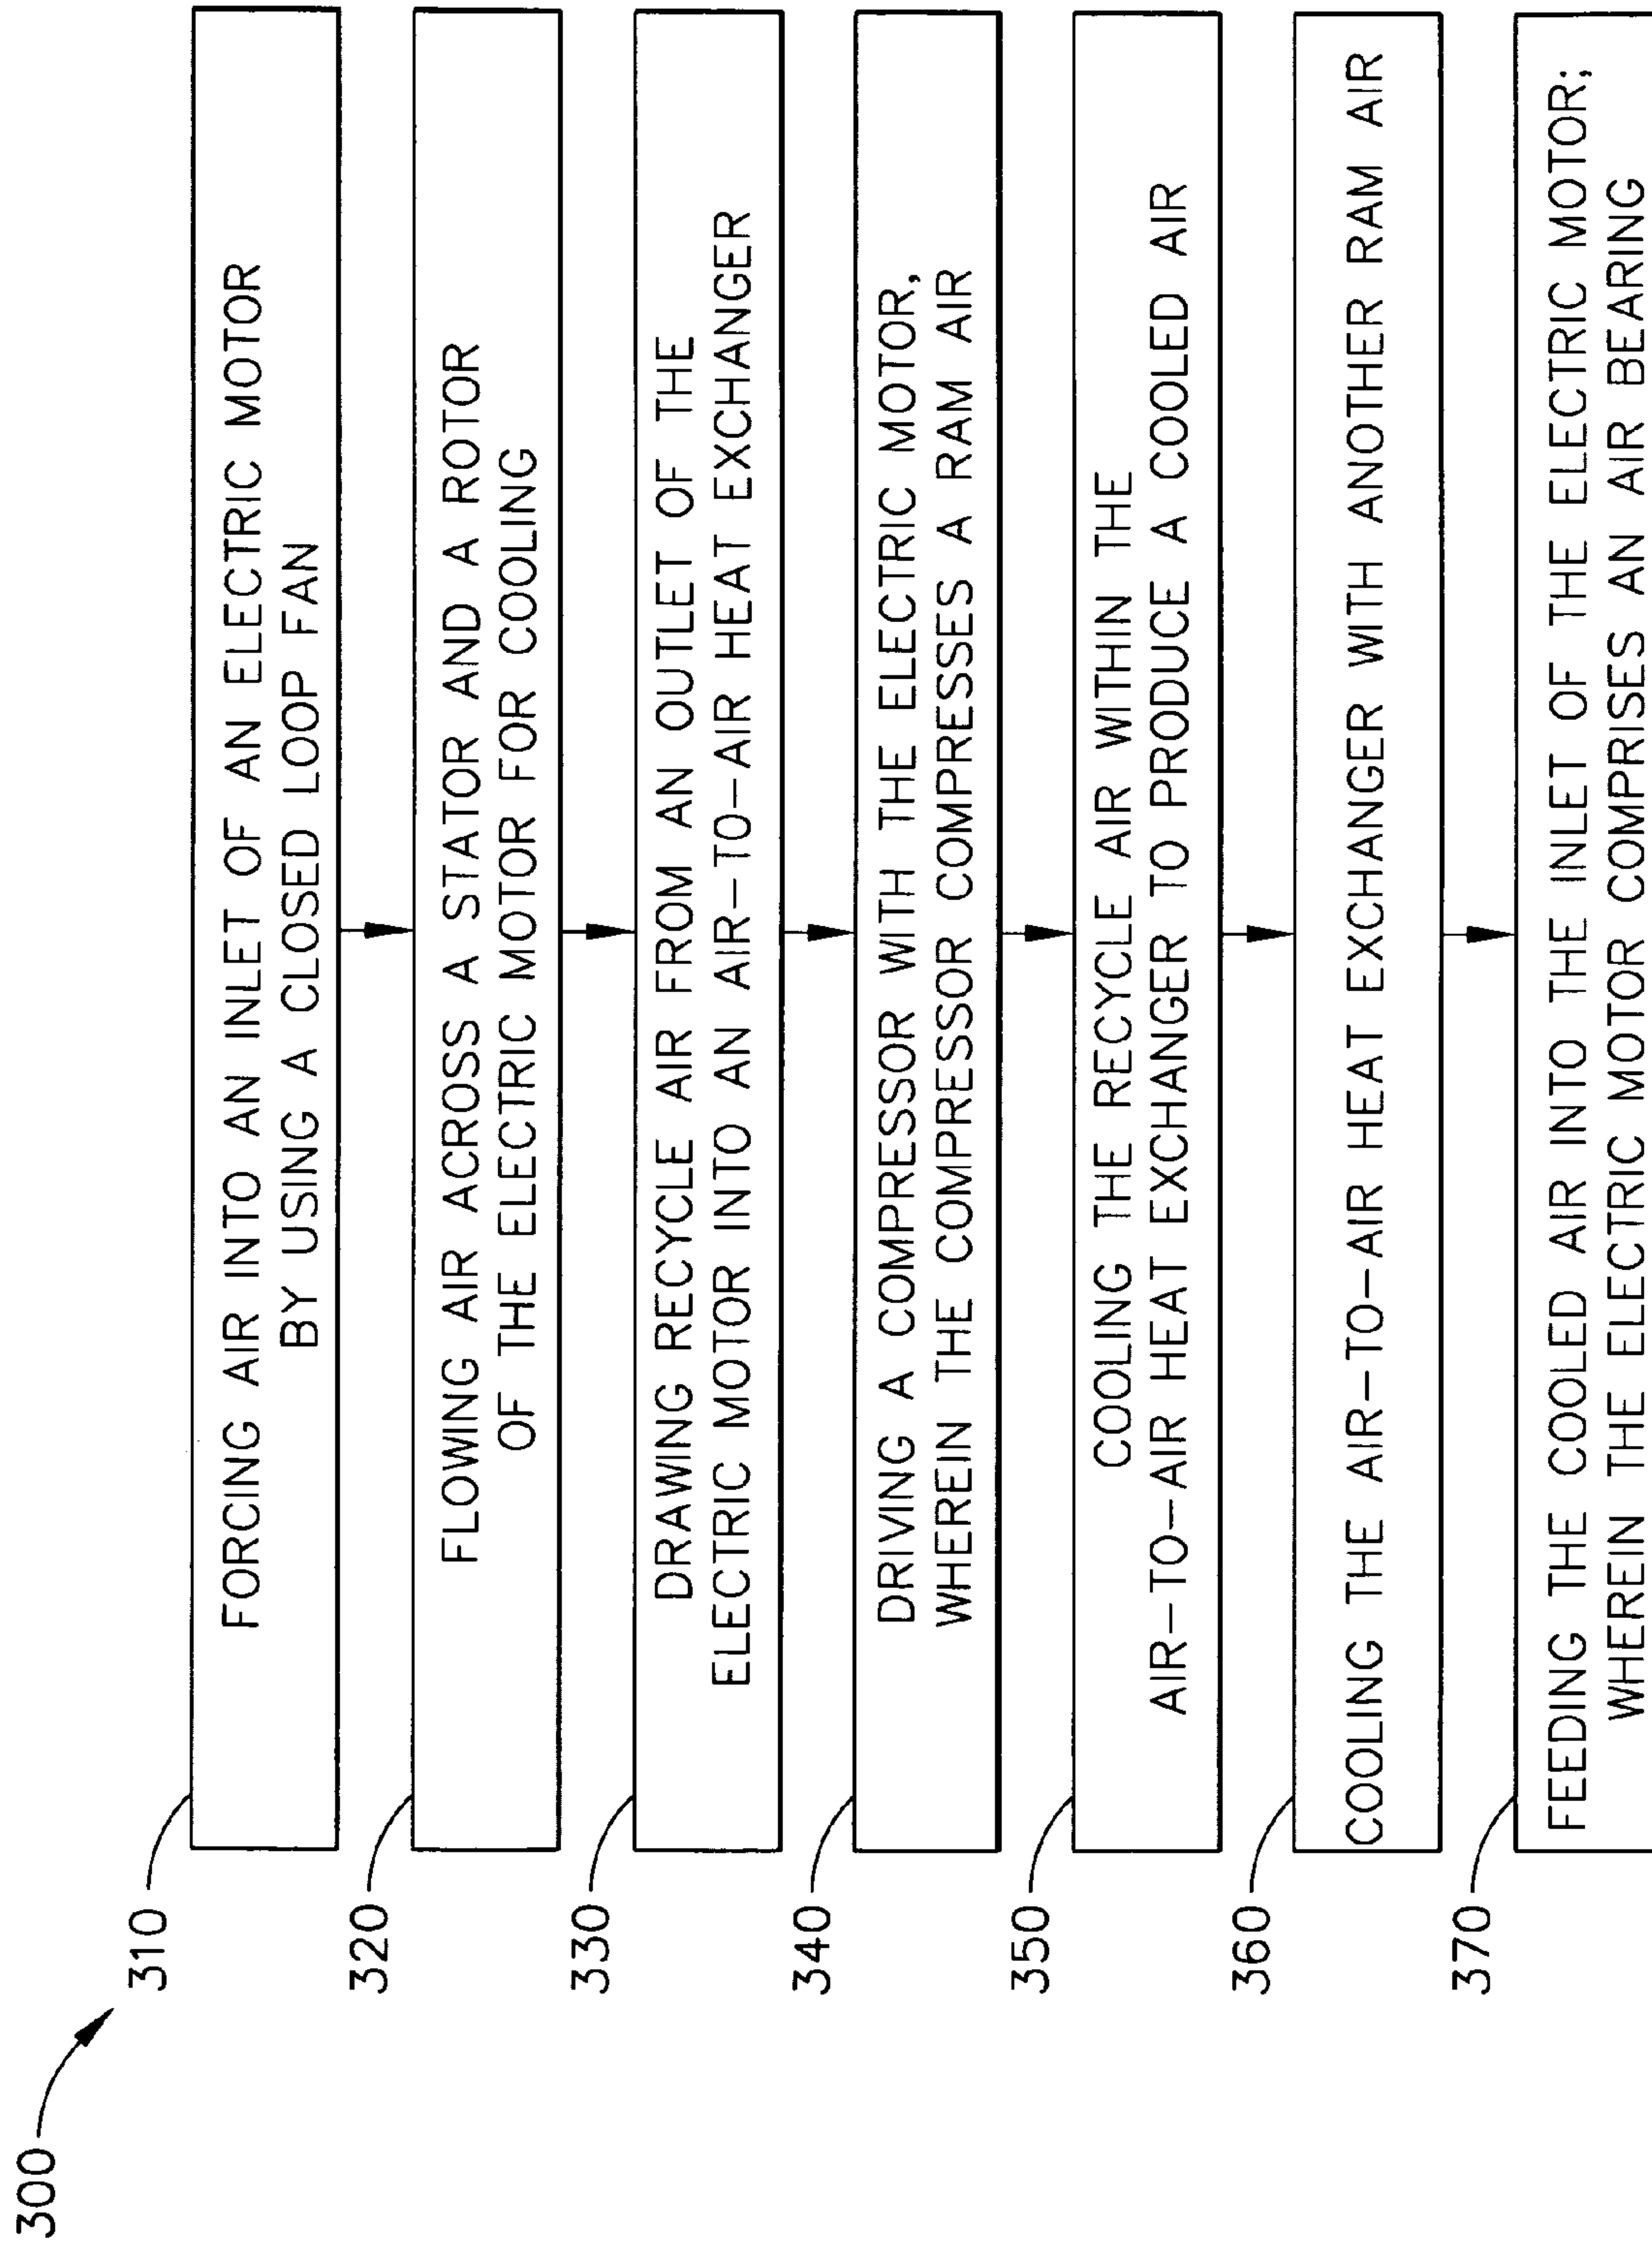 300
310
FORCING AIR INTO AN INLET OF AN ELECTRIC MOTOR
BY USING A CLOSED LOOP FAN
320
FLOWING AIR ACROSS A STATOR AND A ROTOR
OF THE ELECTRIC MOTOR FOR COOLING
330
DRAWING RECYCLE AIR FROM AN OUTLET OF THE
ELECTRIC MOTOR INTO AN AIR-TO-AIR HEAT EXCHANGER
340
DRIVING A COMPRESSOR WITH THE ELECTRIC MOTOR,
WHEREIN THE COMPRESSOR COMPRESSES A RAM AIR
350
COOLING THE RECYCLE AIR WITHIN THE
AIR-TO-AIR HEAT EXCHANGER TO PRODUCE A COOLED AIR
360
COOLING THE AIR-TO-AIR HEAT EXCHANGER WITH ANOTHER RAM AIR
370
FEEDING THE COOLED AIR INTO THE INLET OF THE ELECTRIC MOTOR;
WHEREIN THE ELECTRIC MOTOR COMPRISES AN AIR BEARING